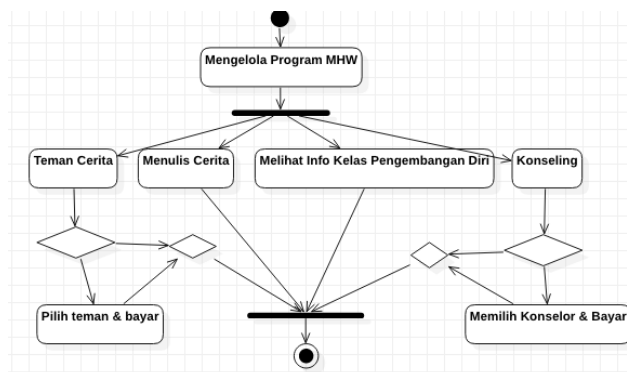 Mengelola Program MHW
Teman Cerita
Menulis Cerita
Melihat Info Kelas Pengembangan Diri
Konseling
Pilih teman & bayar
Memilih Konselor & Bayar